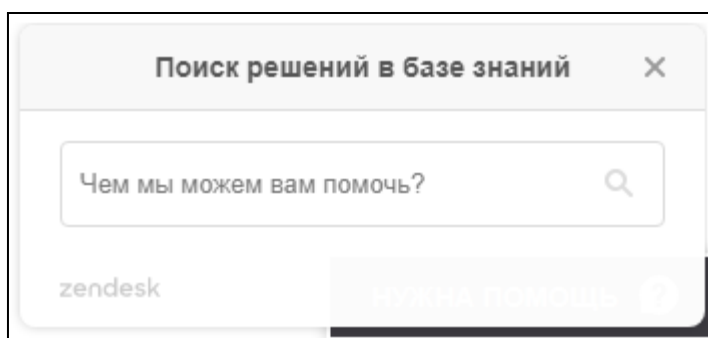 Поиск решений в базе знаний
Чем мы можем вам помочь?
zendesk
НУЖНА ПОМОЩЬ